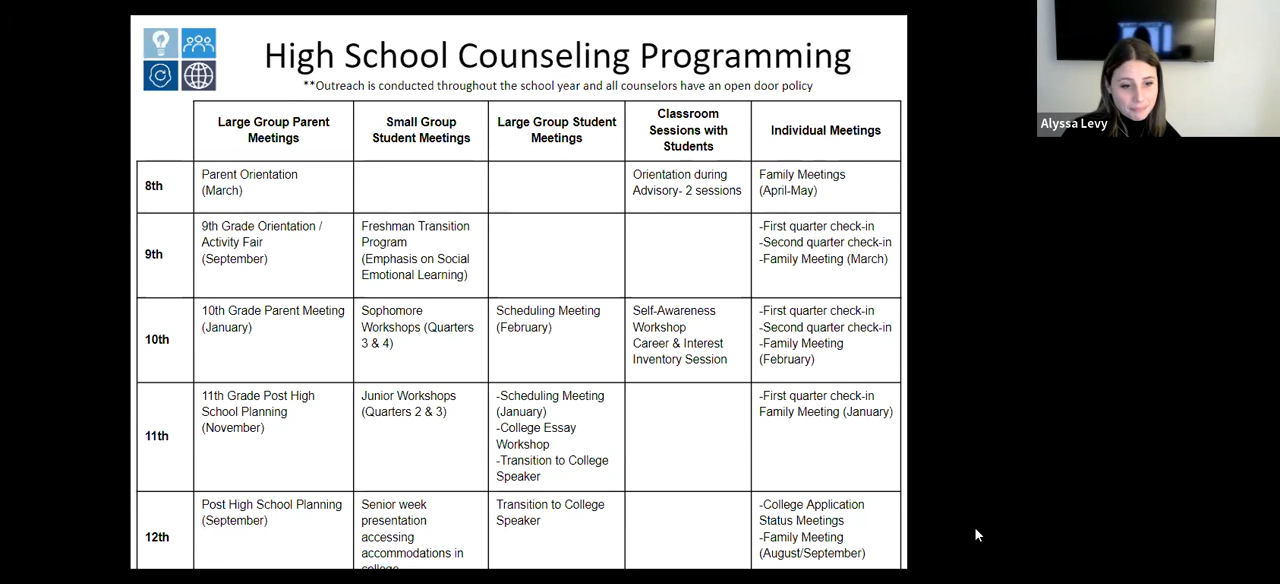 High School Counseling Programming
**Outreach is conducted throughout the school year and all counselors have an open door policy
Large Group Parent
Meetings
Small Group
Student Meetings
Large Group Student
Meetings
Classroom
Sessions with
Students
Individual Meetings
8th
Parent Orientation
(March)
Orientation during
Advisory- 2 sessions
Family Meetings
(April-May)
9th
9th Grade Orientation /
Activity Fair
(September)
Freshman Transition
Program
(Emphasis on Social
Emotional Learning)
-First quarter check-in
-Second quarter check-in
-Family Meeting (March)
10th
10th Grade Parent Meeting
(January)
Sophomore
Workshops (Quarters
3 & 4)
Scheduling Meeting
(February)
Self-Awareness
Workshop
Career & Interest
Inventory Session
-First quarter check-in
-Second quarter check-in
-Family Meeting
(February)
11th
11th Grade Post High
School Planning
(November)
Junior Workshops
(Quarters 2 & 3)
-Scheduling Meeting
(January)
-College Essay
Workshop
-Transition to College
Speaker
-First quarter check-in
Family Meeting (January)
12th
Post High School Planning
(September)
Senior week
presentation
accessing
accommodations in
college
Transition to College
Speaker
-College Application
Status Meetings
-Family Meeting
(August/September)
Alyssa Levy